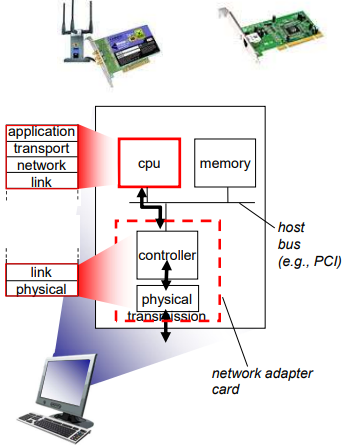 application
transport
network
link
cpu
memory
host
bus
(e.g., PCI)
controller
link
physical
physical
transmission
network adapter
card